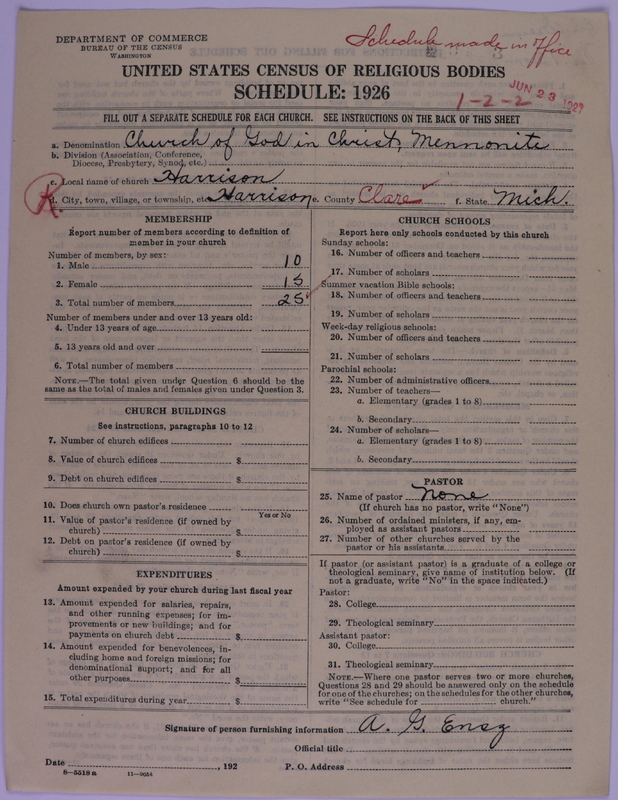 DEPARTMENT OF COMMERCE
BUREAU OF THE CENSUS
WASHINGTON
Schedule made in office
UNITED STATES CENSUS OF RELIGIOUS BODIES
SCHEDULE: 1926
1-2-2
JUN 23 1927
FILL OUT A SEPARATE SCHEDULE FOR EACH CHURCH. SEE INSTRUCTIONS ON THE BACK OF THIS SHEET
a. Denomination Church of God in Christ, Mennonite
b. Division (Association, Conference, Diocese, Presbytery, Synod, etc.)
c. Local name of church Harrison
d. City, town, village, or township, etc. Harrison e. County Clare f. State Mich.
MEMBERSHIP
Report number of members according to definition of
member in your church
Number of members, by sex:
1. Male 10
2. Female 15
3. Total number of members 25
Number of members under and over 13 years old:
4. Under 13 years of age
5. 13 years old and over
6. Total number of members
NOTE.—The total given under Question 6 should be the
same as the total of males and females given under Question 3.
CHURCH BUILDINGS
See instructions, paragraphs 10 to 12
7. Number of church edifices
8. Value of church edifices $
9. Debt on church edifices $
10. Does church own pastor's residence
Yes or No
11. Value of pastor's residence (if owned by
church) $
12. Debt on pastor's residence (if owned by
church) $
EXPENDITURES
Amount expended by your church during last fiscal year
13. Amount expended for salaries, repairs,
and other running expenses; for im-
provements or new buildings; and for
payments on church debt $
14. Amount expended for benevolences, in-
cluding home and foreign missions; for
denominational support; and for all
other purposes $
15. Total expenditures during year $
CHURCH SCHOOLS
Report here only schools conducted by this church
Sunday schools:
16. Number of officers and teachers
17. Number of scholars
Summer vacation Bible schools:
18. Number of officers and teachers
19. Number of scholars
Week-day religious schools:
20. Number of officers and teachers
21. Number of scholars
Parochial schools:
22. Number of administrative officers
23. Number of teachers—
a. Elementary (grades 1 to 8)
b. Secondary
24. Number of scholars—
a. Elementary (grades 1 to 8)
b. Secondary
PASTOR
25. Name of pastor None
(If church has no pastor, write "None")
26. Number of ordained ministers, if any, em-
ployed as assistant pastors
27. Number of other churches served by the
pastor or his assistants
If pastor (or assistant pastor) is a graduate of a college or
theological seminary, give name of institution below. (If
not a graduate, write "No" in the space indicated.)
Pastor:
28. College
29. Theological seminary
Assistant pastor:
30. College
31. Theological seminary
NOTE.—Where one pastor serves two or more churches,
Questions 28 and 29 should be answered only on the schedule
for one of the churches; on the schedules for the other churches,
write "See schedule for church."
Signature of person furnishing information A. G. Ensz
Official title
Date , 192 P. O. Address
8-5518a 11-9054